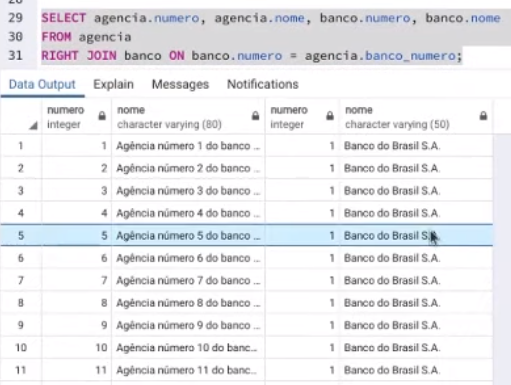 29 SELECT agencia.numero, agencia.nome, banco.numero, banco.nome
30 FROM agencia
31 RIGHT JOIN banco ON banco.numero = agencia.banco_numero;
Data Output Explain Messages Notifications
numero nome numero nome
integer character varying (80) integer character varying (50)
1 1 Agência número 1 do banco ... 1 Banco do Brasil S.A.
2 2 Agência número 2 do banco ... 1 Banco do Brasil S.A.
3 3 Agência número 3 do banco ... 1 Banco do Brasil S.A.
4 4 Agência número 4 do banco ... 1 Banco do Brasil S.A.
5 5 Agência número 5 do banco ... 1 Banco do Brasil S.A.
6 6 Agência número 6 do banco ... 1 Banco do Brasil S.A.
7 7 Agência número 7 do banco ... 1 Banco do Brasil S.A.
8 8 Agência número 8 do banco ... 1 Banco do Brasil S.A.
9 9 Agência número 9 do banco ... 1 Banco do Brasil S.A.
10 10 Agência número 10 do banc... 1 Banco do Brasil S.A.
11 11 Agência número 11 do banc... 1 Banco do Brasil S.A.